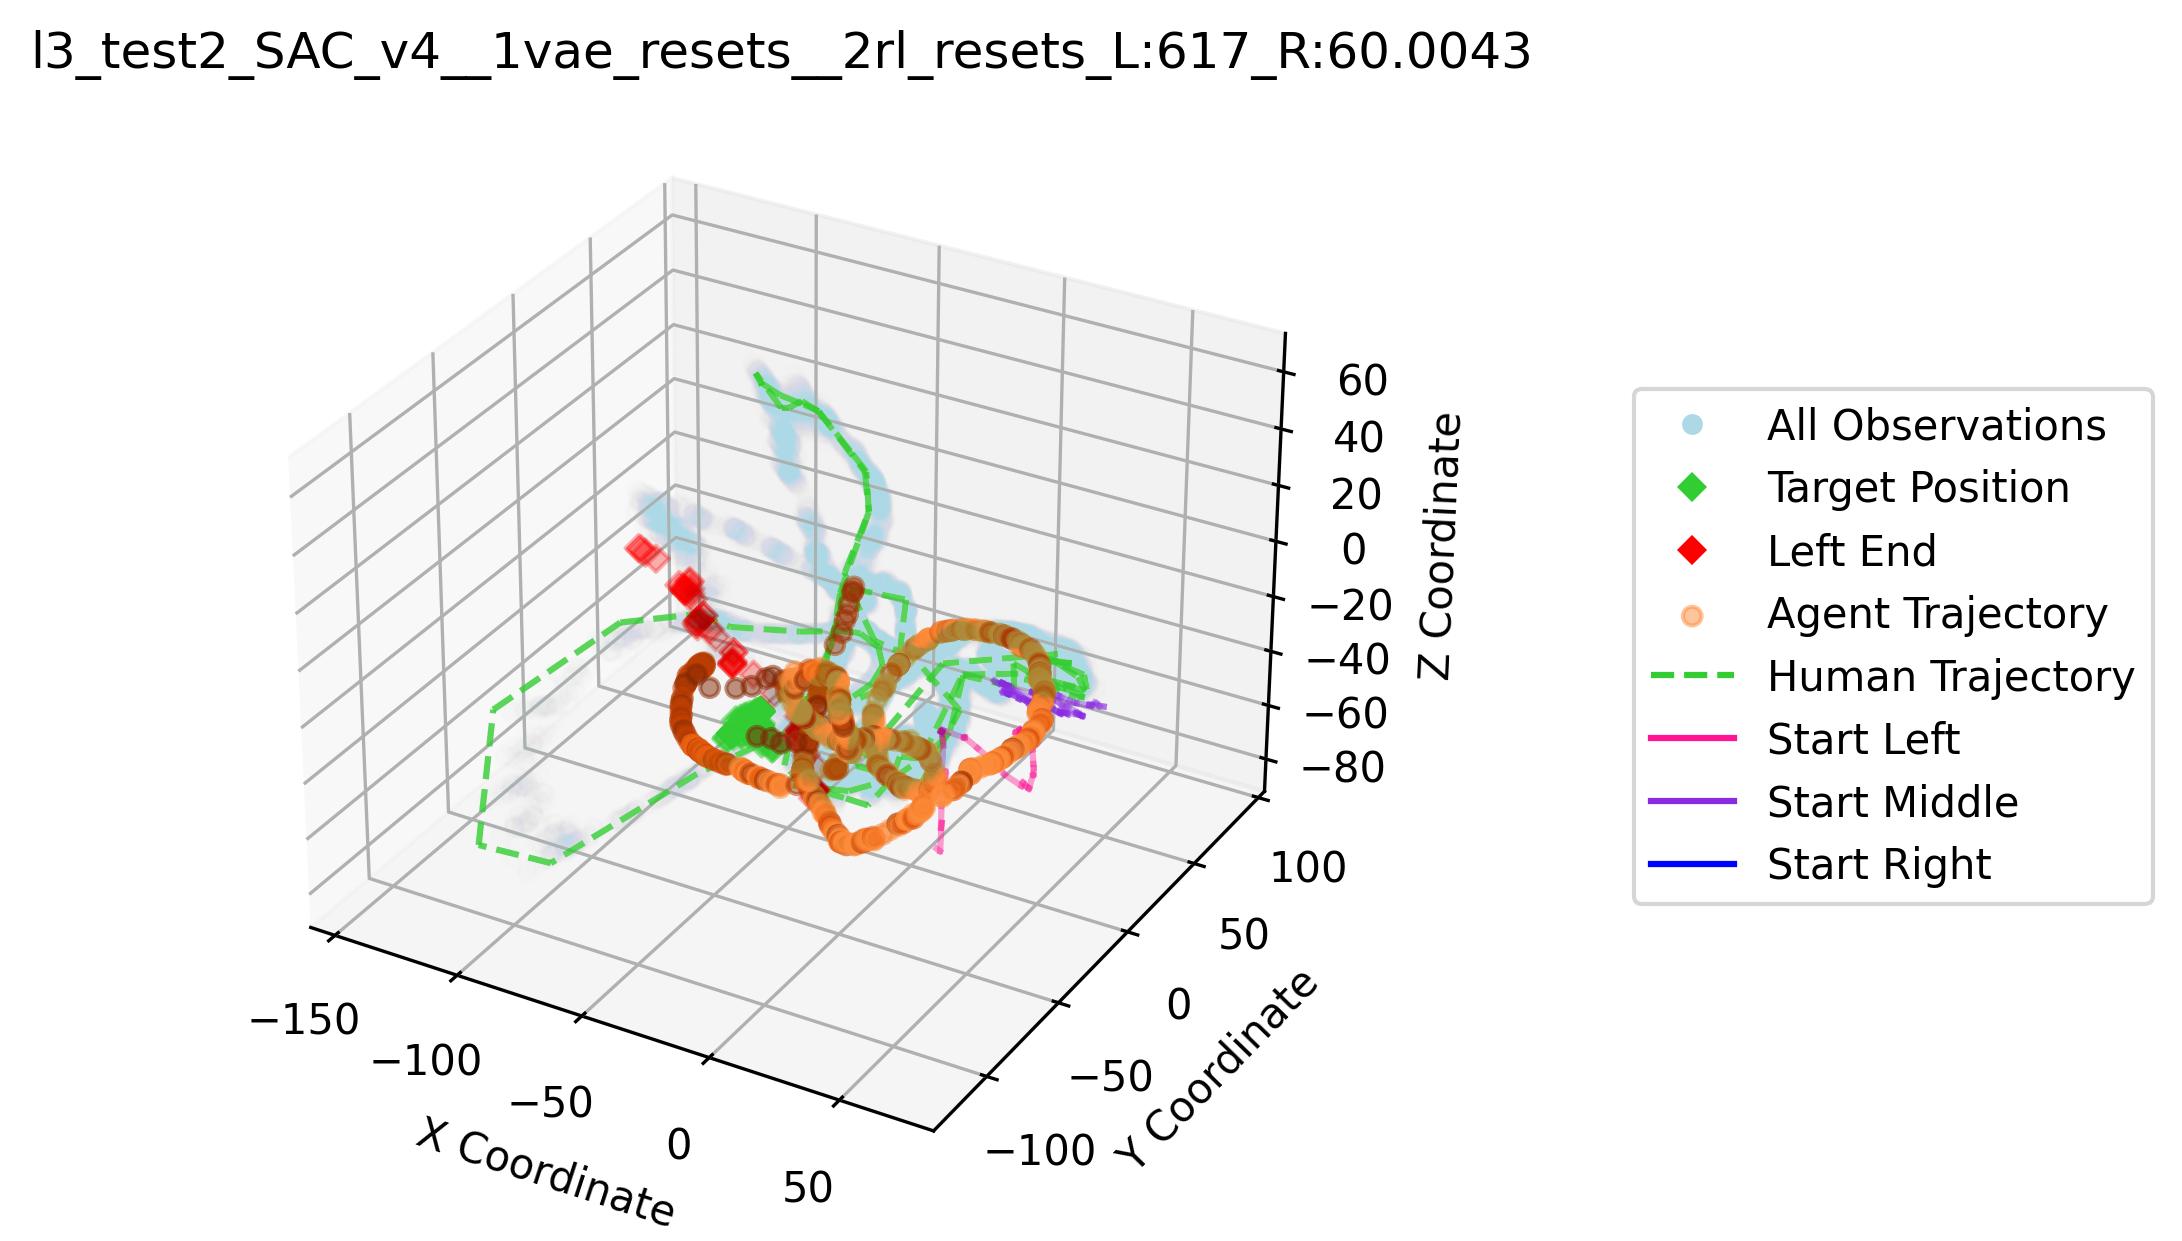 l3_test2_SAC_v4__1vae_resets__2rl_resets_L:617_R:60.0043
60
40
20
0
−20
−40
−60
−80
Z Coordinate
100
50
0
−50
−100
Y Coordinate
−150
−100
−50
0
50
X Coordinate
All Observations
Target Position
Left End
Agent Trajectory
Human Trajectory
Start Left
Start Middle
Start Right